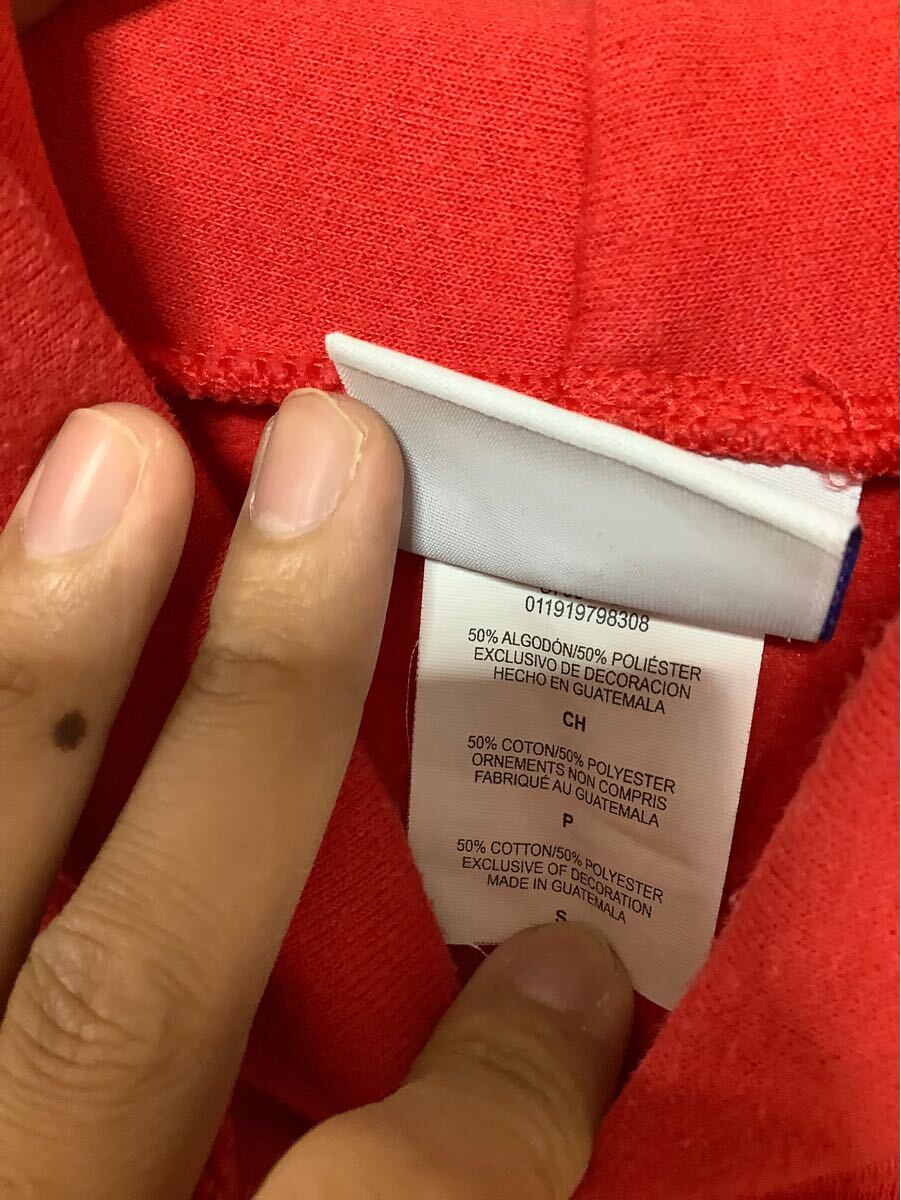 011919798308
50% ALGODÓN/50% POLIÉSTER
EXCLUSIVO DE DECORACION
HECHO EN GUATEMALA
CH
50% COTON/50% POLYESTER
ORNEMENTS NON COMPRIS
FABRIQUÉ AU GUATEMALA
P
50% COTTON/50% POLYESTER
EXCLUSIVE OF DECORATION
MADE IN GUATEMALA
S